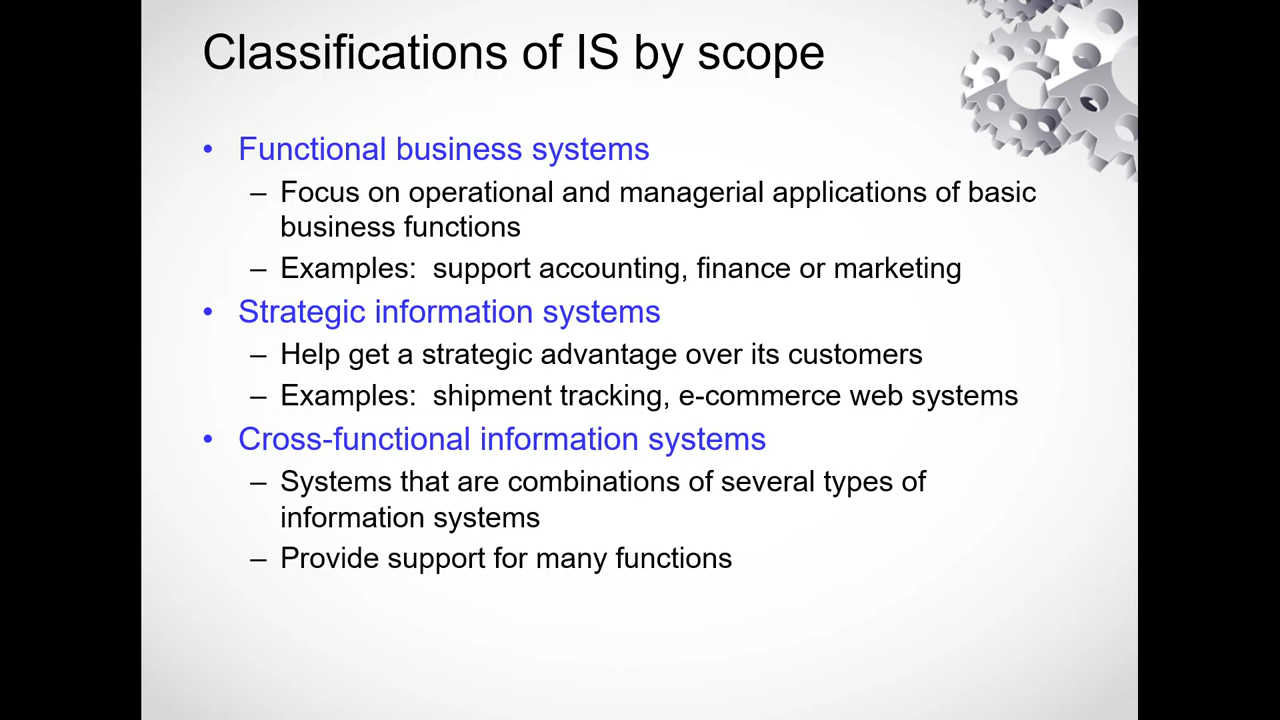 Classifications of IS by scope
• Functional business systems
– Focus on operational and managerial applications of basic
business functions
– Examples:  support accounting, finance or marketing
• Strategic information systems
– Help get a strategic advantage over its customers
– Examples:  shipment tracking, e-commerce web systems
• Cross-functional information systems
– Systems that are combinations of several types of
information systems
– Provide support for many functions